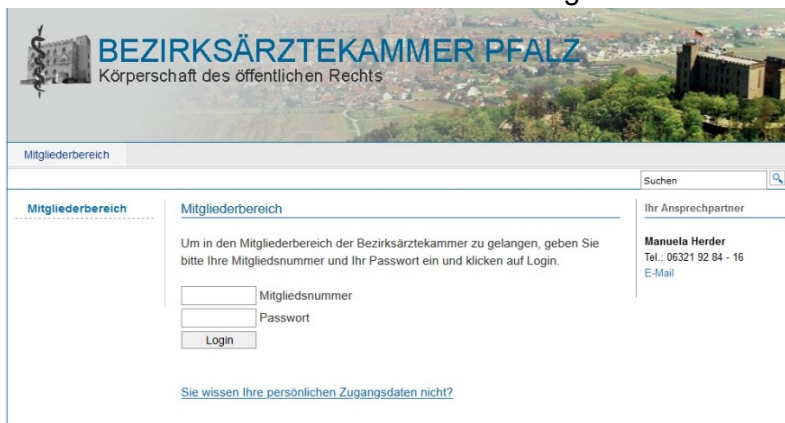 BEZIRKSÄRZTEKAMMER PFALZ
Körperschaft des öffentlichen Rechts
Mitgliederbereich
Suchen
Mitgliederbereich
Mitgliederbereich
Um in den Mitgliederbereich der Bezirksärztekammer zu gelangen, geben Sie
bitte Ihre Mitgliedsnummer und Ihr Passwort ein und klicken auf Login.
Mitgliedsnummer
Passwort
Login
Sie wissen Ihre persönlichen Zugangsdaten nicht?
Ihr Ansprechpartner
Manuela Herder
Tel.: 06321 92 84 - 16
E-Mail